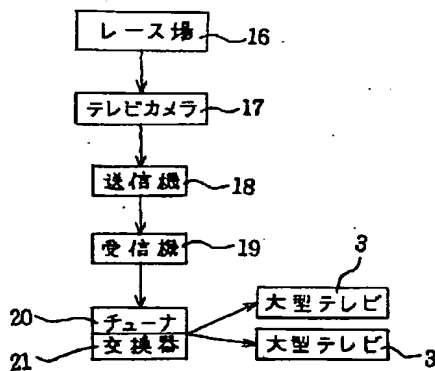 レース場 16
テレビカメラ 17
送信機 18
受信機 19
20 チューナ
21 交換器
3
大型テレビ
大型テレビ 3